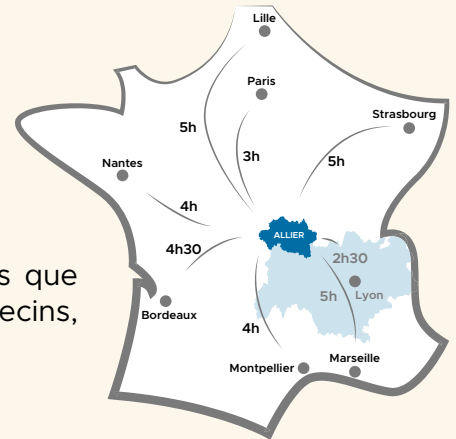 Lille
Paris
Strasbourg
5h
3h
5h
Nantes
4h
ALLIER
4h30
2h30
s que
Lyon
5h
ecins,
Bordeaux
4h
Montpellier
Marseille